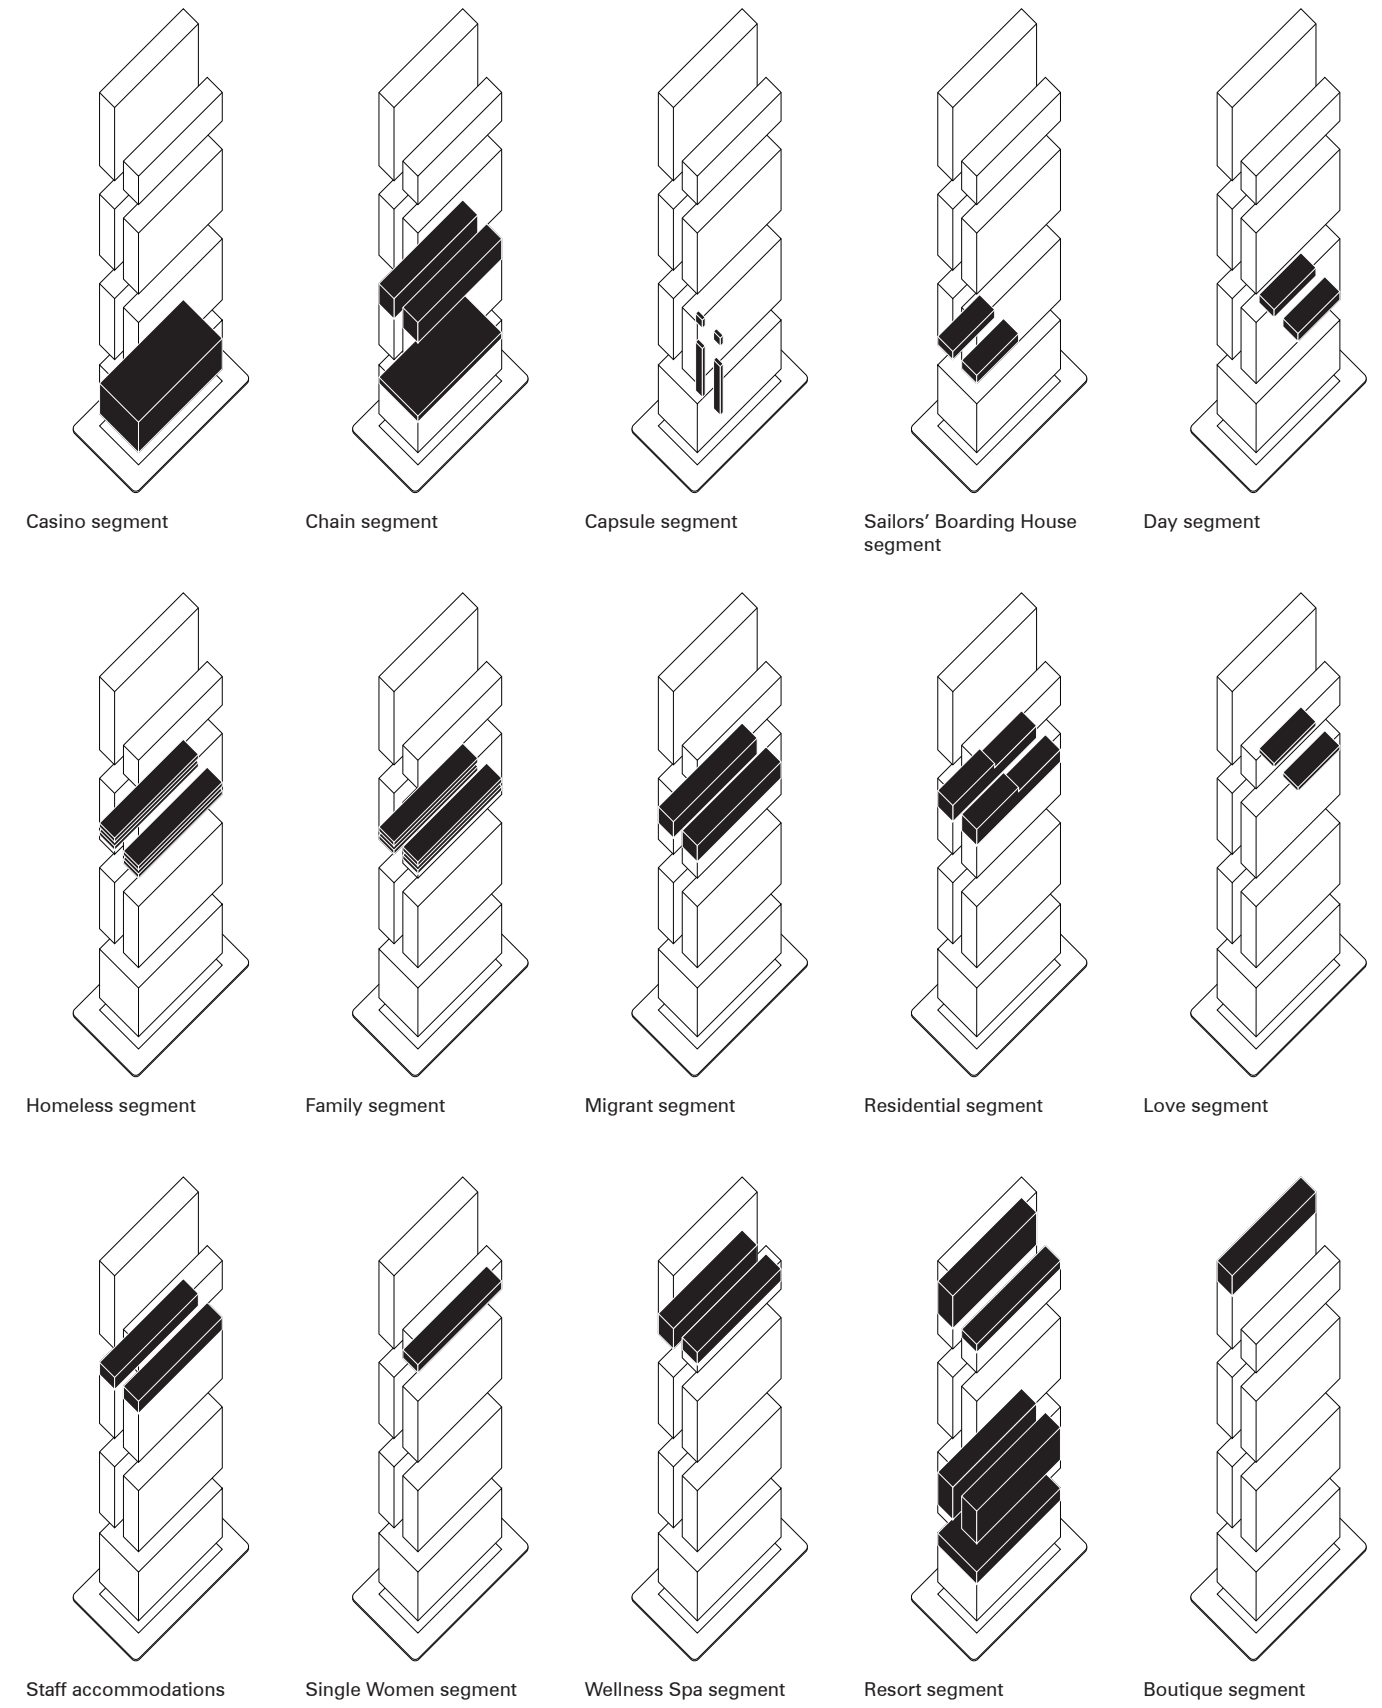 Casino segment
Chain segment
Capsule segment
Sailors’ Boarding House
segment
Day segment
Homeless segment
Family segment
Migrant segment
Residential segment
Love segment
Staff accommodations
Single Women segment
Wellness Spa segment
Resort segment
Boutique segment